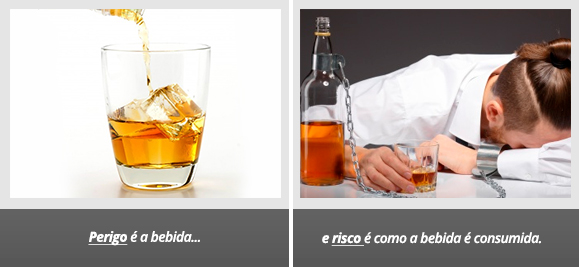 Perigo é a bebida...
e risco é como a bebida é consumida.